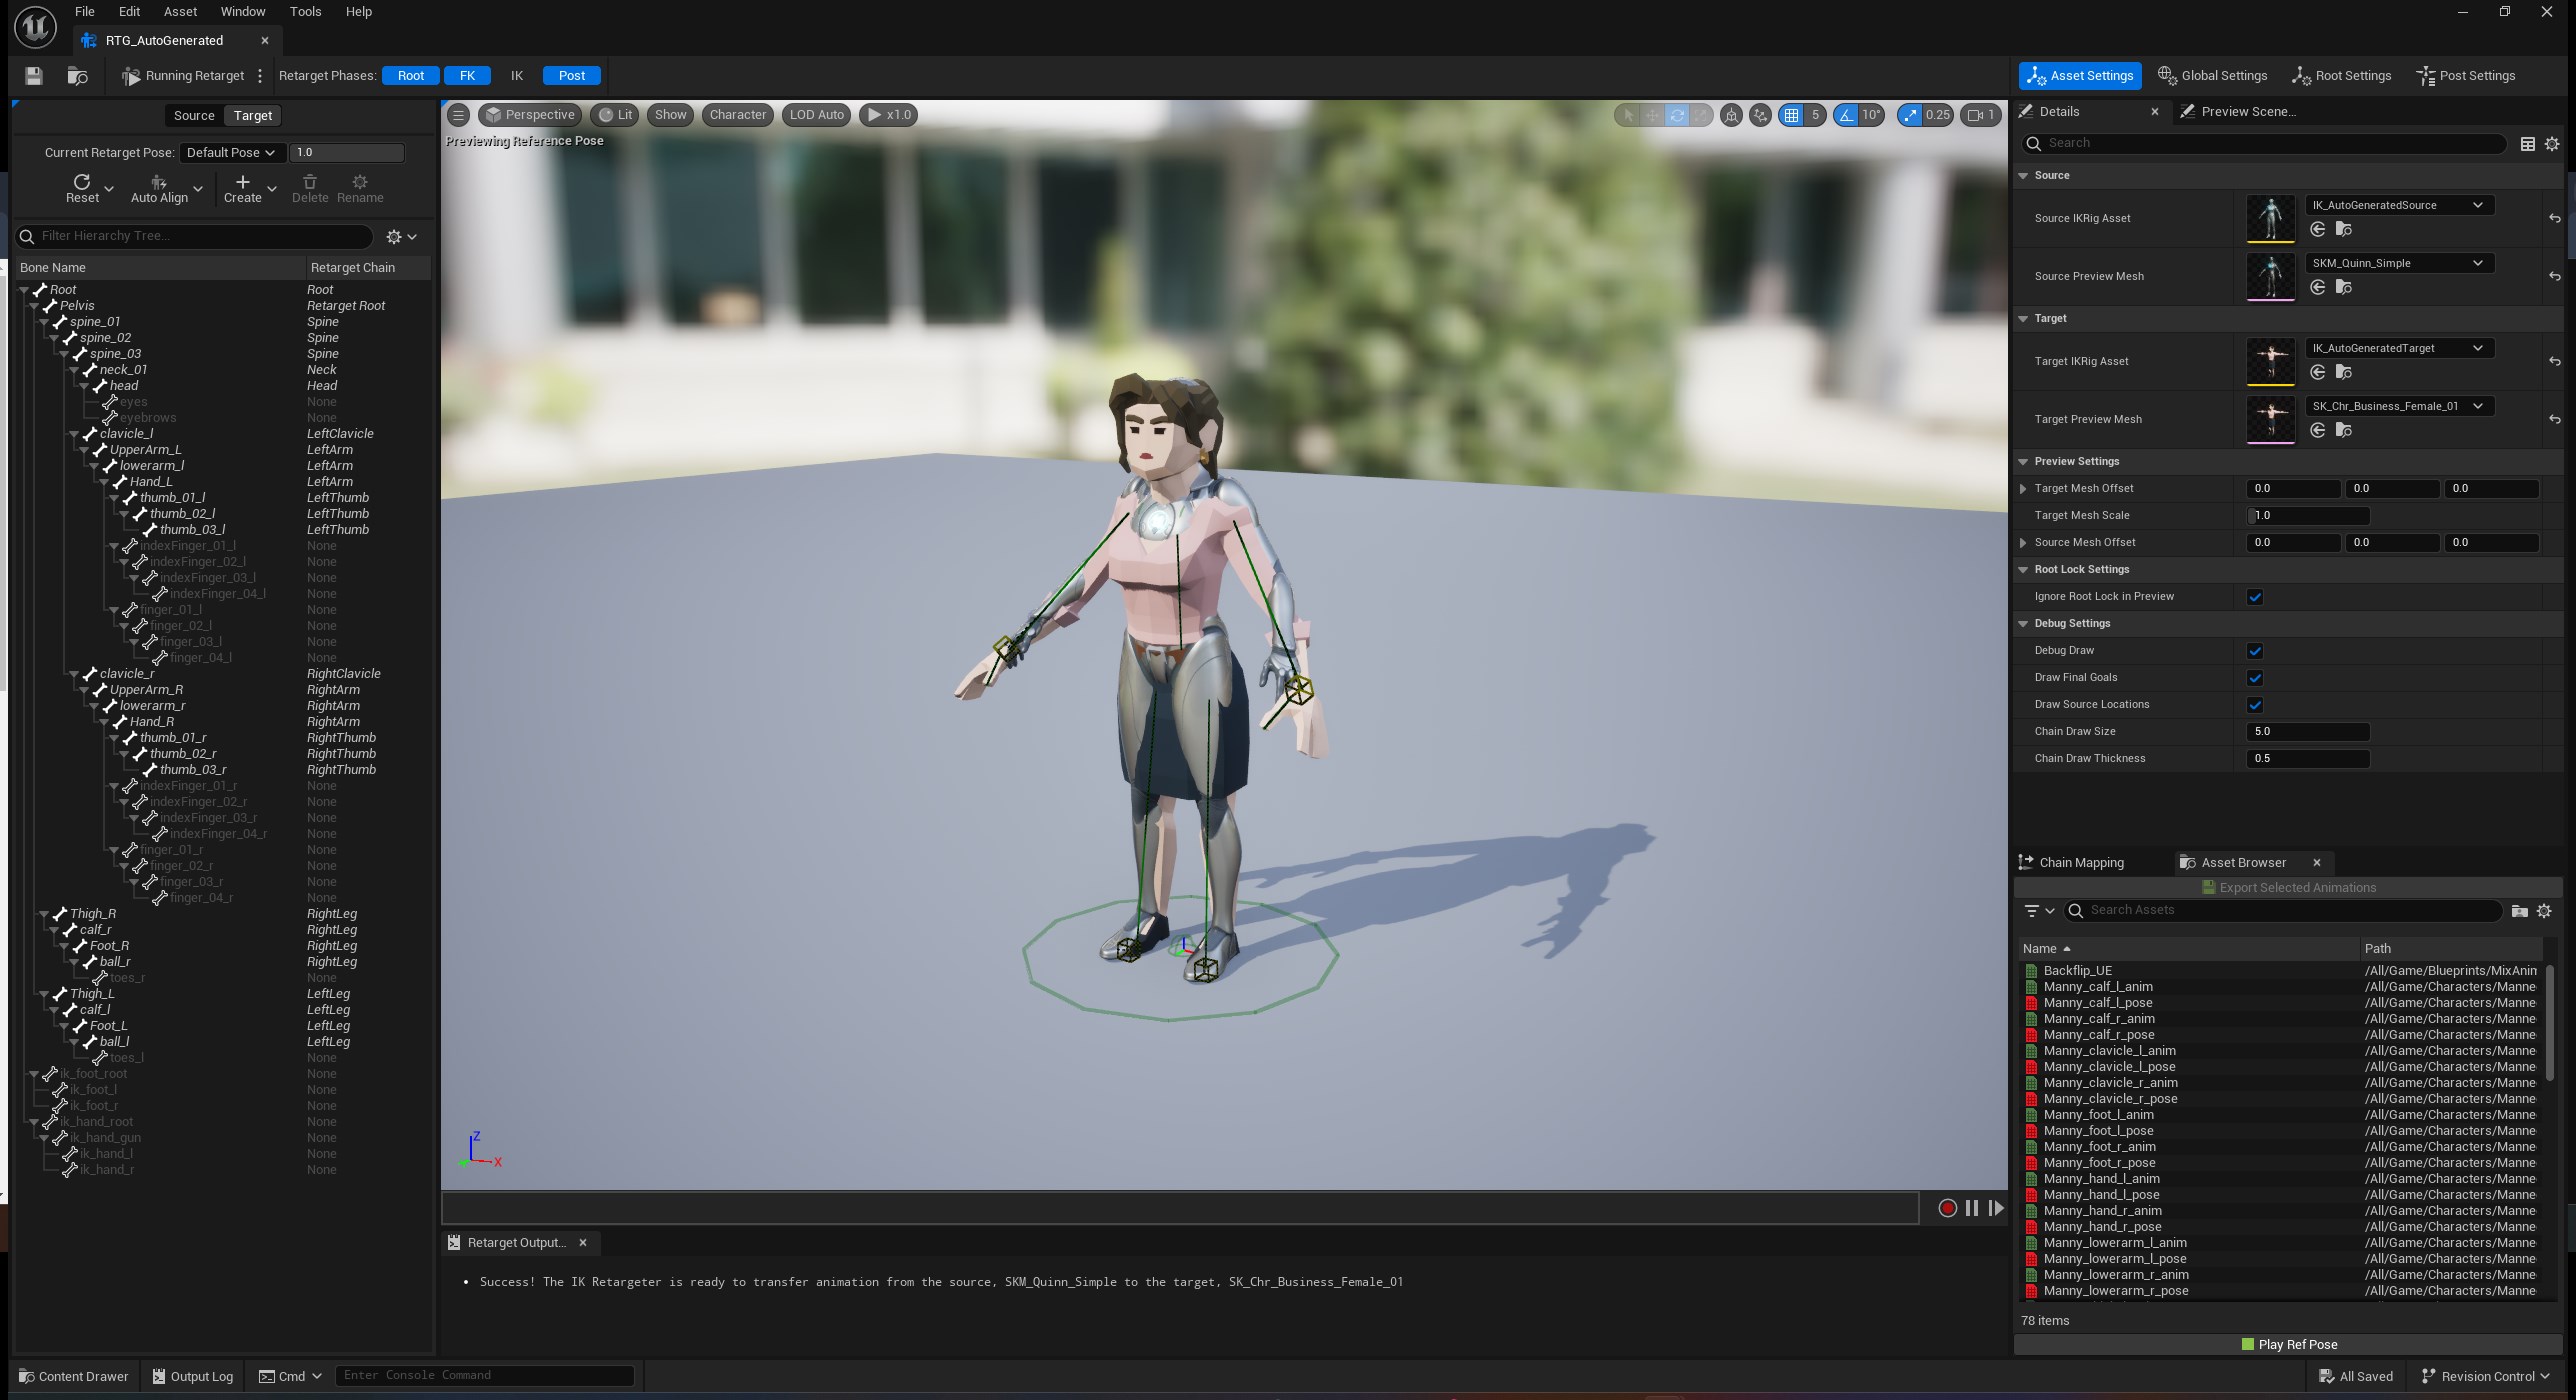 File Edit Asset Window Tools Help
RTG_AutoGenerated
Running Retarget
Retarget Phases: Root FK IK Post
Asset Settings Global Settings Root Settings Post Settings
Source Target
Current Retarget Pose: Default Pose 1.0
Reset Auto Align Create Delete Rename
Filter Hierarchy Tree...
Bone Name Retarget Chain
Root Root
Pelvis Retarget Root
spine_01 Spine
spine_02 Spine
spine_03 Spine
neck_01 Neck
head Head
eyes None
eyebrows None
clavicle_l LeftClavicle
UpperArm_L LeftArm
lowerarm_l LeftArm
Hand_L LeftArm
thumb_01_l LeftThumb
thumb_02_l LeftThumb
thumb_03_l LeftThumb
indexFinger_01_l None
indexFinger_02_l None
indexFinger_03_l None
indexFinger_04_l None
finger_01_l None
finger_02_l None
finger_03_l None
finger_04_l None
clavicle_r RightClavicle
UpperArm_R RightArm
lowerarm_r RightArm
Hand_R RightArm
thumb_01_r RightThumb
thumb_02_r RightThumb
thumb_03_r RightThumb
indexFinger_01_r None
indexFinger_02_r None
indexFinger_03_r None
indexFinger_04_r None
finger_01_r None
finger_02_r None
finger_03_r None
finger_04_r None
Thigh_R RightLeg
calf_r RightLeg
Foot_R RightLeg
ball_r RightLeg
toes_r None
Thigh_L LeftLeg
calf_l LeftLeg
Foot_L LeftLeg
ball_l LeftLeg
toes_l None
ik_foot_root None
ik_foot_l None
ik_foot_r None
ik_hand_root None
ik_hand_gun None
ik_hand_l None
ik_hand_r None
Perspective Lit Show Character LOD Auto x1.0 5 10° 0.25 1
Previewing Reference Pose
Z
X
Retarget Output...
Success! The IK Retargeter is ready to transfer animation from the source, SKM_Quinn_Simple to the target, SK_Chr_Business_Female_01
Details Preview Scene...
Search
Source
Source IKRig Asset IK_AutoGeneratedSource
Source Preview Mesh SKM_Quinn_Simple
Target
Target IKRig Asset IK_AutoGeneratedTarget
Target Preview Mesh SK_Chr_Business_Female_01
Preview Settings
Target Mesh Offset 0.0 0.0 0.0
Target Mesh Scale 1.0
Source Mesh Offset 0.0 0.0 0.0
Root Lock Settings
Ignore Root Lock in Preview
Debug Settings
Debug Draw
Draw Final Goals
Draw Source Locations
Chain Draw Size 5.0
Chain Draw Thickness 0.5
Chain Mapping Asset Browser
Export Selected Animations
Search Assets
Name Path
Backflip_UE /All/Game/Blueprints/MixAnim
Manny_calf_l_anim /All/Game/Characters/Manne
Manny_calf_l_pose /All/Game/Characters/Manne
Manny_calf_r_anim /All/Game/Characters/Manne
Manny_calf_r_pose /All/Game/Characters/Manne
Manny_clavicle_l_anim /All/Game/Characters/Manne
Manny_clavicle_l_pose /All/Game/Characters/Manne
Manny_clavicle_r_anim /All/Game/Characters/Manne
Manny_clavicle_r_pose /All/Game/Characters/Manne
Manny_foot_l_anim /All/Game/Characters/Manne
Manny_foot_l_pose /All/Game/Characters/Manne
Manny_foot_r_anim /All/Game/Characters/Manne
Manny_foot_r_pose /All/Game/Characters/Manne
Manny_hand_l_anim /All/Game/Characters/Manne
Manny_hand_l_pose /All/Game/Characters/Manne
Manny_hand_r_anim /All/Game/Characters/Manne
Manny_hand_r_pose /All/Game/Characters/Manne
Manny_lowerarm_l_anim /All/Game/Characters/Manne
Manny_lowerarm_l_pose /All/Game/Characters/Manne
Manny_lowerarm_r_anim /All/Game/Characters/Manne
Manny_lowerarm_r_pose /All/Game/Characters/Manne
78 items
Play Ref Pose
Content Drawer Output Log Cmd Enter Console Command
All Saved Revision Control